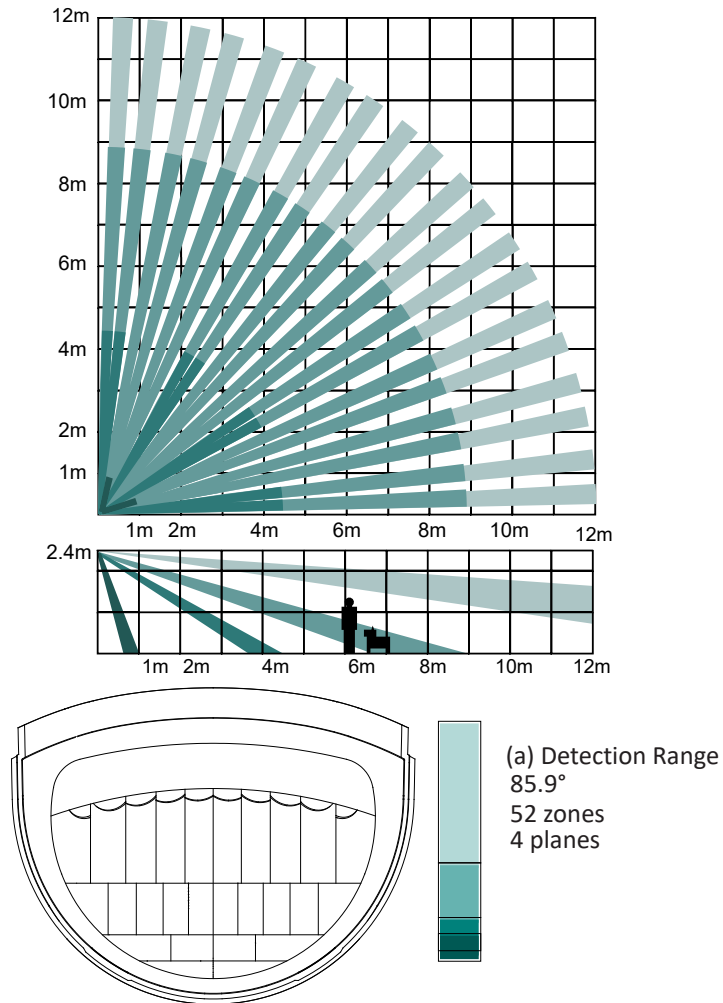 12m
10m
8m
6m
4m
2m
1m
1m 2m 4m 6m 8m 10m 12m
2.4m
1m 2m 4m 6m 8m 10m 12m
(a) Detection Range
85.9°
52 zones
4 planes